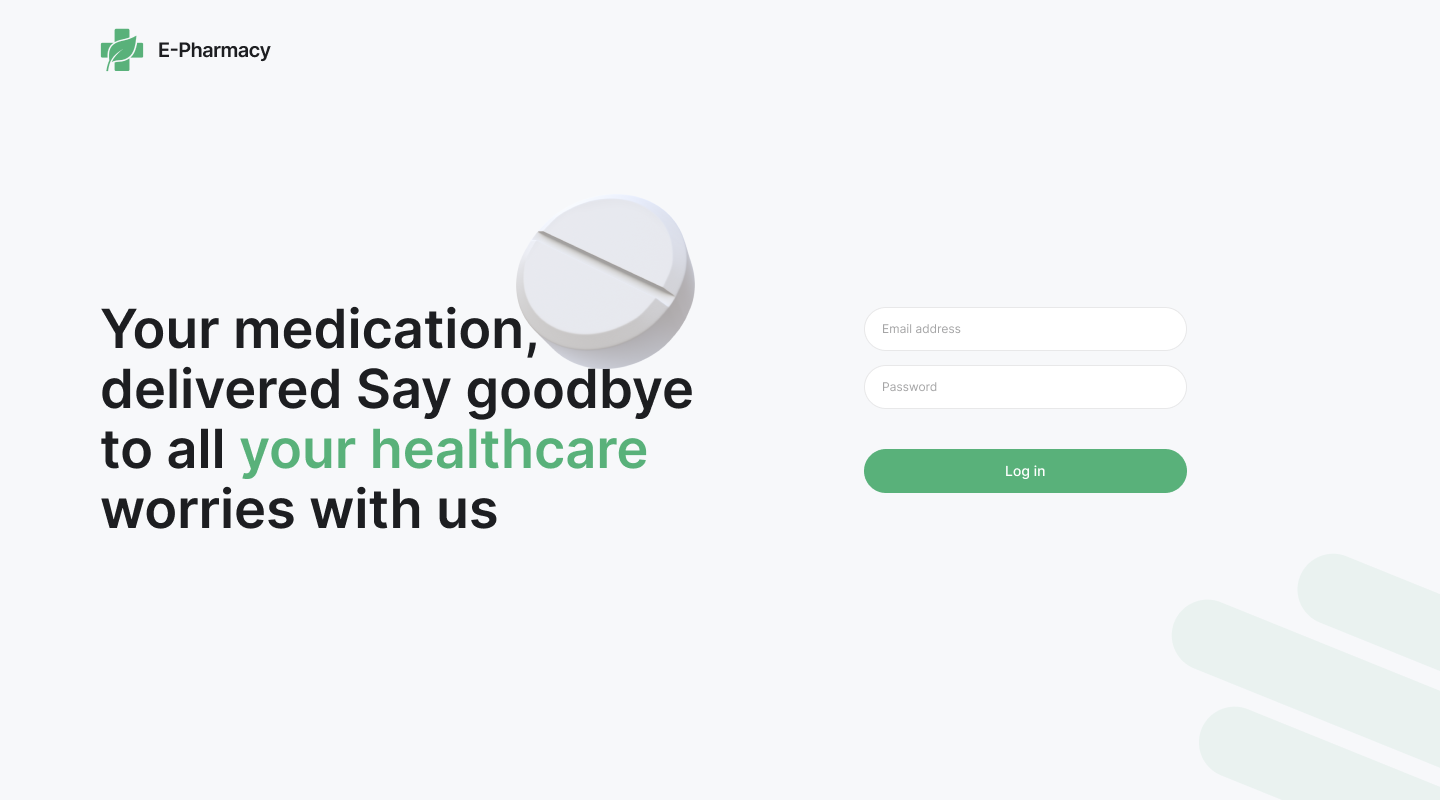 E-Pharmacy
Your medication,
delivered Say goodbye
to all your healthcare
worries with us
Email address
Password
Log in